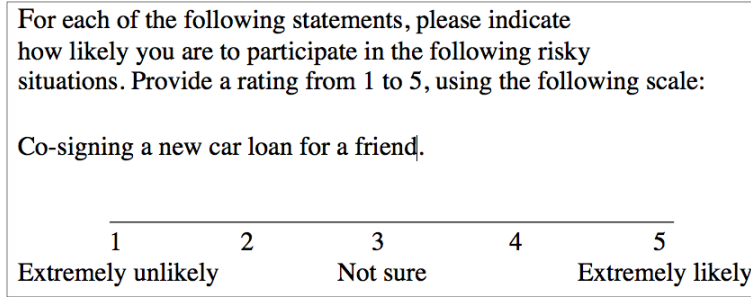 For each of the following statements, please indicate
how likely you are to participate in the following risky
situations. Provide a rating from 1 to 5, using the following scale:
Co-signing a new car loan for a friend.
1 2 3 4 5
Extremely unlikely Not sure Extremely likely